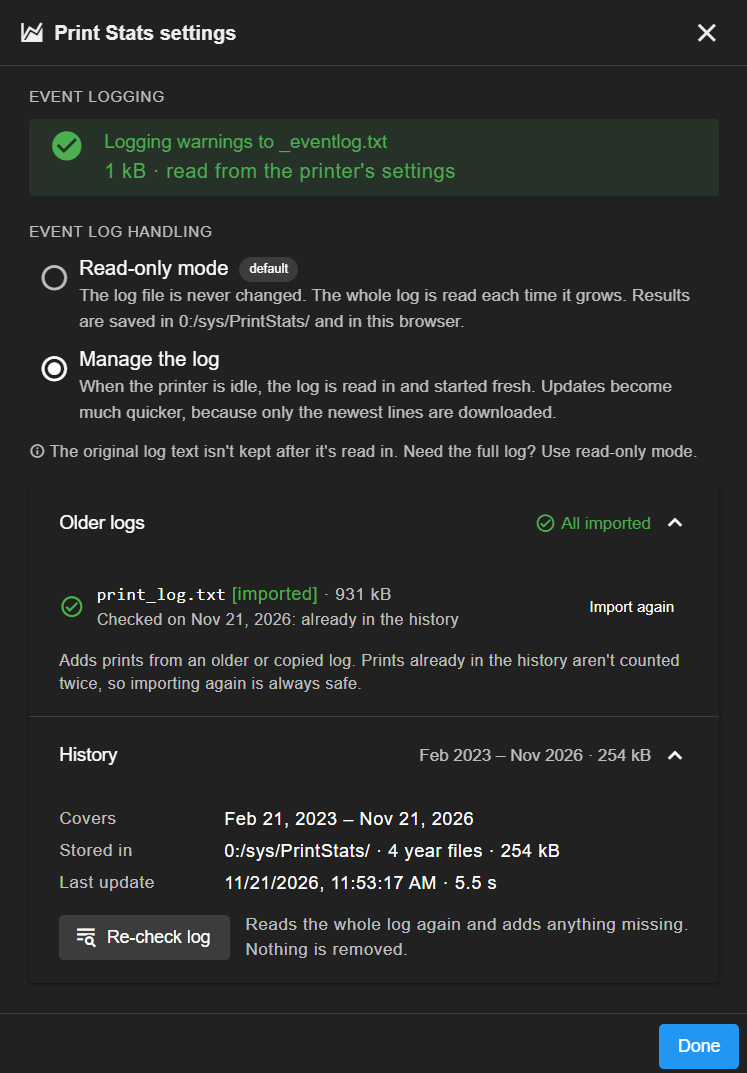 Print Stats settings
EVENT LOGGING
Logging warnings to _eventlog.txt
1 kB · read from the printer's settings
EVENT LOG HANDLING
Read-only mode default
The log file is never changed. The whole log is read each time it grows. Results
are saved in 0:/sys/PrintStats/ and in this browser.
Manage the log
When the printer is idle, the log is read in and started fresh. Updates become
much quicker, because only the newest lines are downloaded.
The original log text isn't kept after it's read in. Need the full log? Use read-only mode.
Older logs All imported
print_log.txt [imported] · 931 kB
Checked on Nov 21, 2026: already in the history
Import again
Adds prints from an older or copied log. Prints already in the history aren't counted
twice, so importing again is always safe.
History Feb 2023 – Nov 2026 · 254 kB
Covers Feb 21, 2023 – Nov 21, 2026
Stored in 0:/sys/PrintStats/ · 4 year files · 254 kB
Last update 11/21/2026, 11:53:17 AM · 5.5 s
Re-check log
Reads the whole log again and adds anything missing.
Nothing is removed.
Done